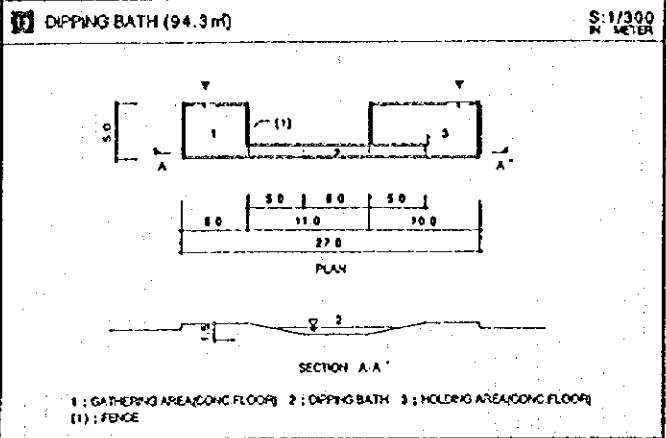 DIPPING BATH (94.3㎡)
S:1/300
IN METER
1
(1)
3
5.0
2
A
A'
5.0 6.0 5.0
6.0 11.0 10.0
27.0
PLAN
2
1.5
SECTION A-A'
1 ; GATHERING AREA(CONC.FLOOR) 2 ; DIPPING BATH 3 ; HOLDING AREA(CONC.FLOOR)
(1) ; FENCE